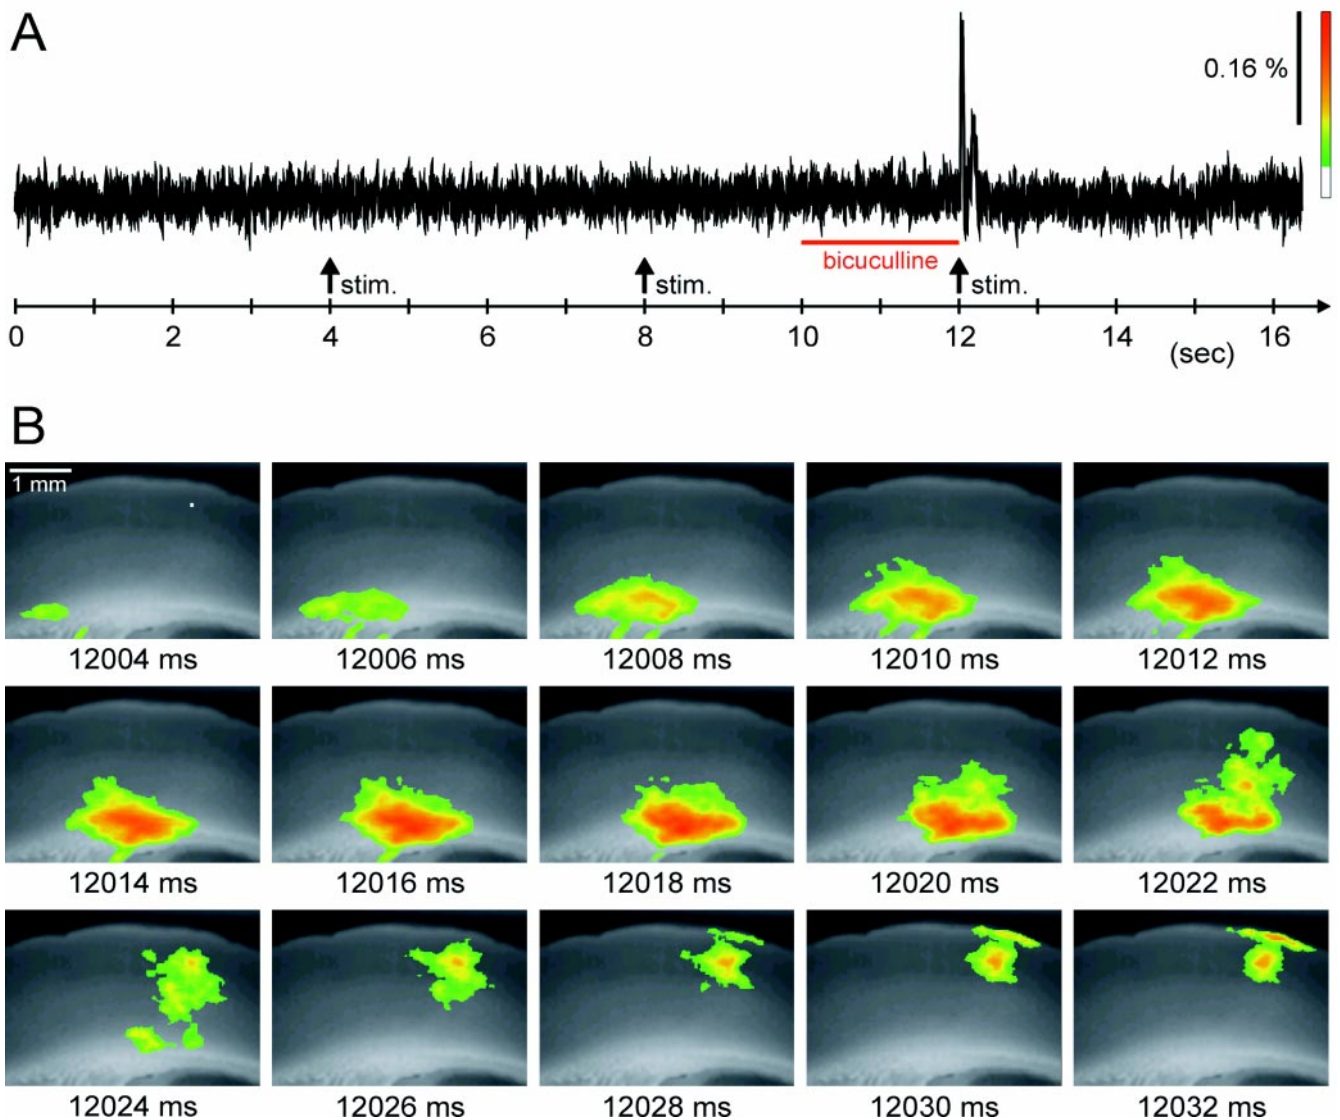 A
0.16 %
bicuculline
stim. stim. stim.
0 2 4 6 8 10 12 14 16
(sec)
B
1 mm
12004 ms 12006 ms 12008 ms 12010 ms 12012 ms
12014 ms 12016 ms 12018 ms 12020 ms 12022 ms
12024 ms 12026 ms 12028 ms 12030 ms 12032 ms